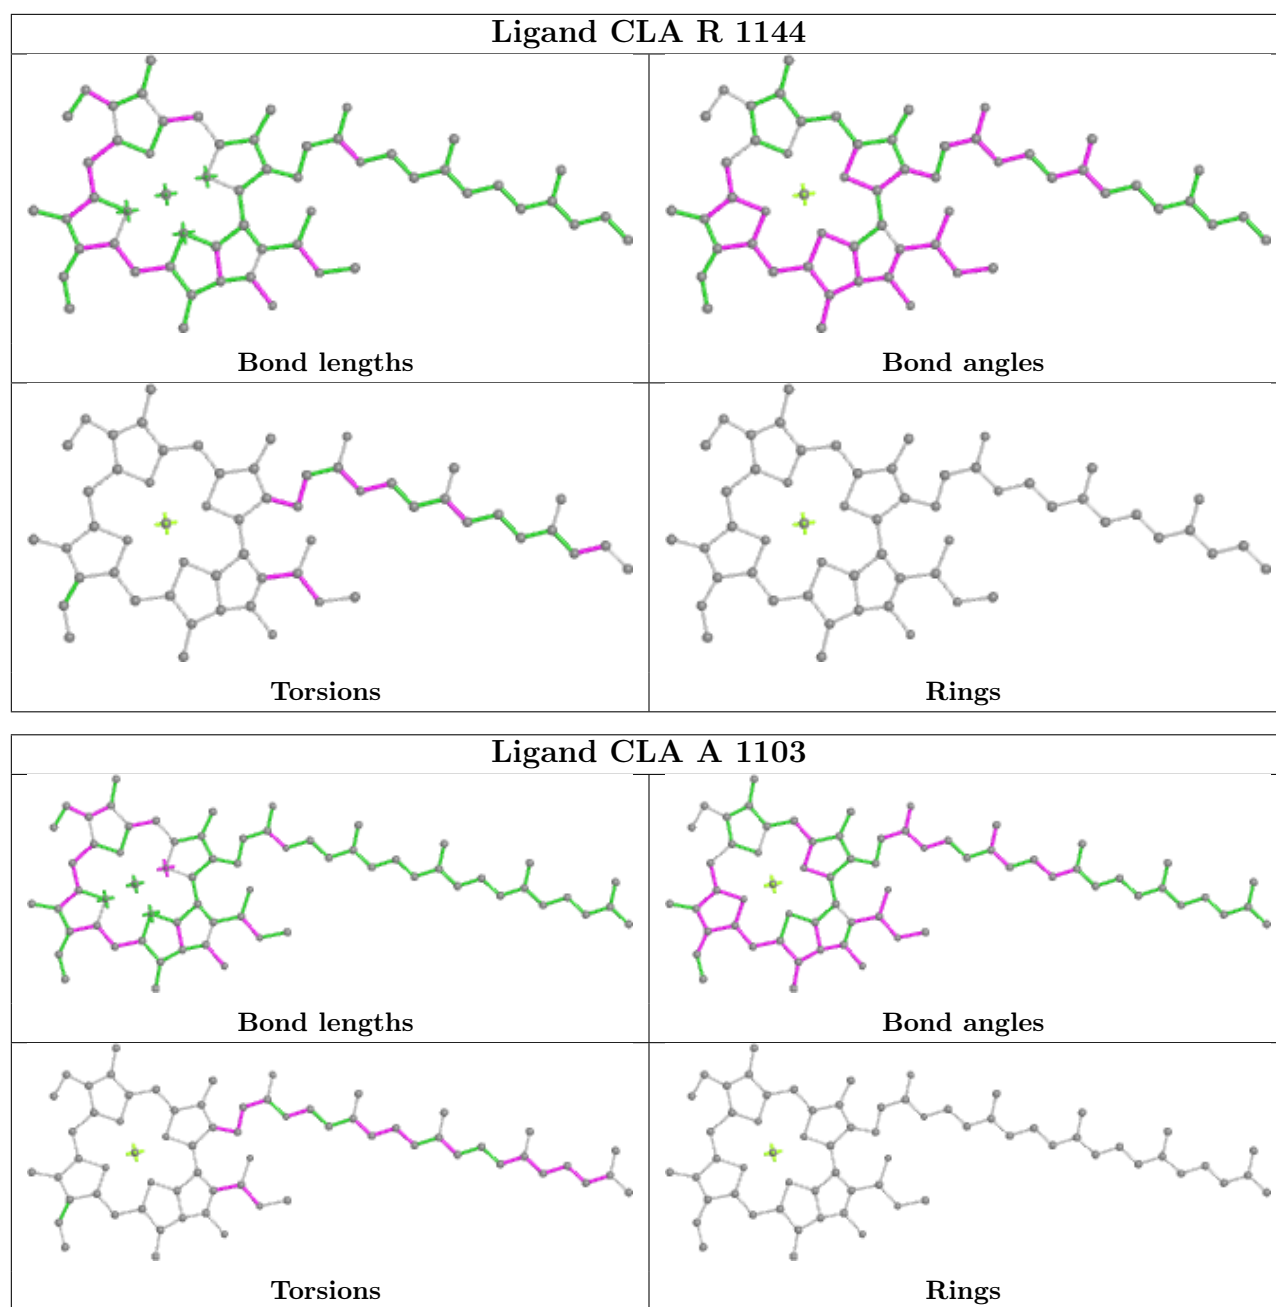 Ligand CLA R 1144
Bond lengths
Bond angles
Torsions
Rings
Ligand CLA A 1103
Bond lengths
Bond angles
Torsions
Rings